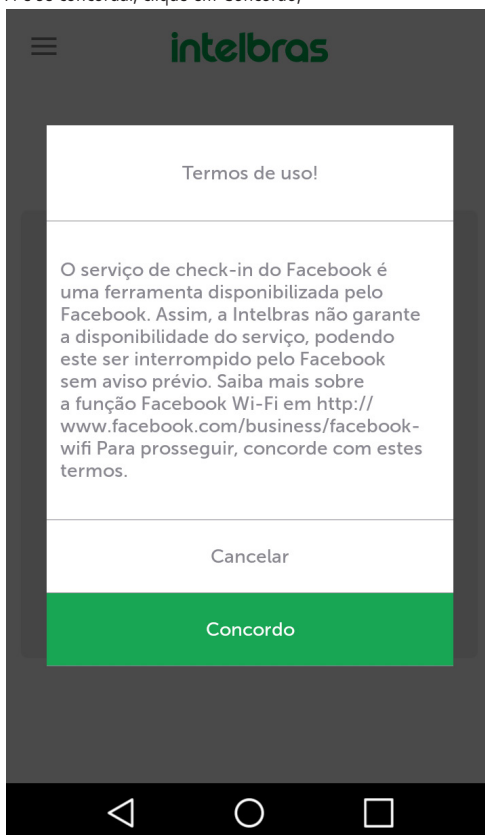 intelbras
Termos de uso!
O serviço de check-in do Facebook é
uma ferramenta disponibilizada pelo
Facebook. Assim, a Intelbras não garante
a disponibilidade do serviço, podendo
este ser interrompido pelo Facebook
sem aviso prévio. Saiba mais sobre
a função Facebook Wi-Fi em http://
www.facebook.com/business/facebook-
wifi Para prosseguir, concorde com estes
termos.
Cancelar
Concordo